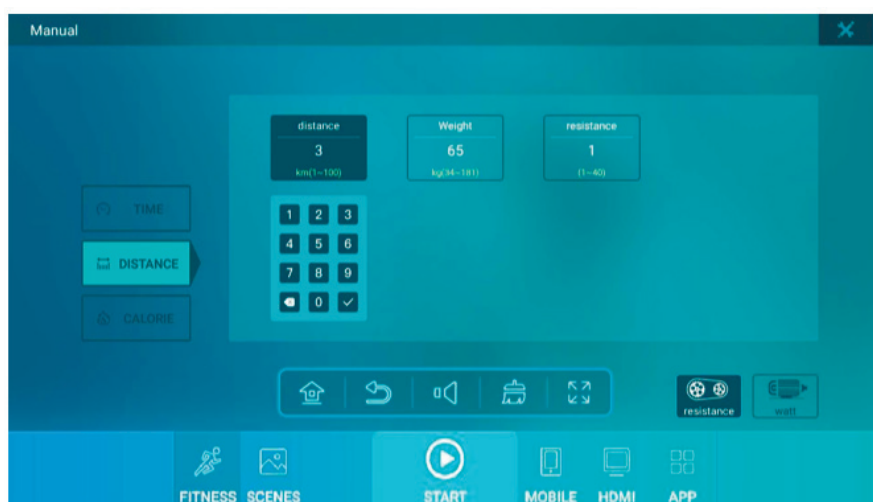 Manual
distance
3
km(1~100)
Weight
65
kg(34~181)
resistance
1
(1~40)
TIME
DISTANCE
CALORIE
1 2 3
4 5 6
7 8 9
0
resistance
watt
FITNESS
SCENES
START
MOBILE
HDMI
APP